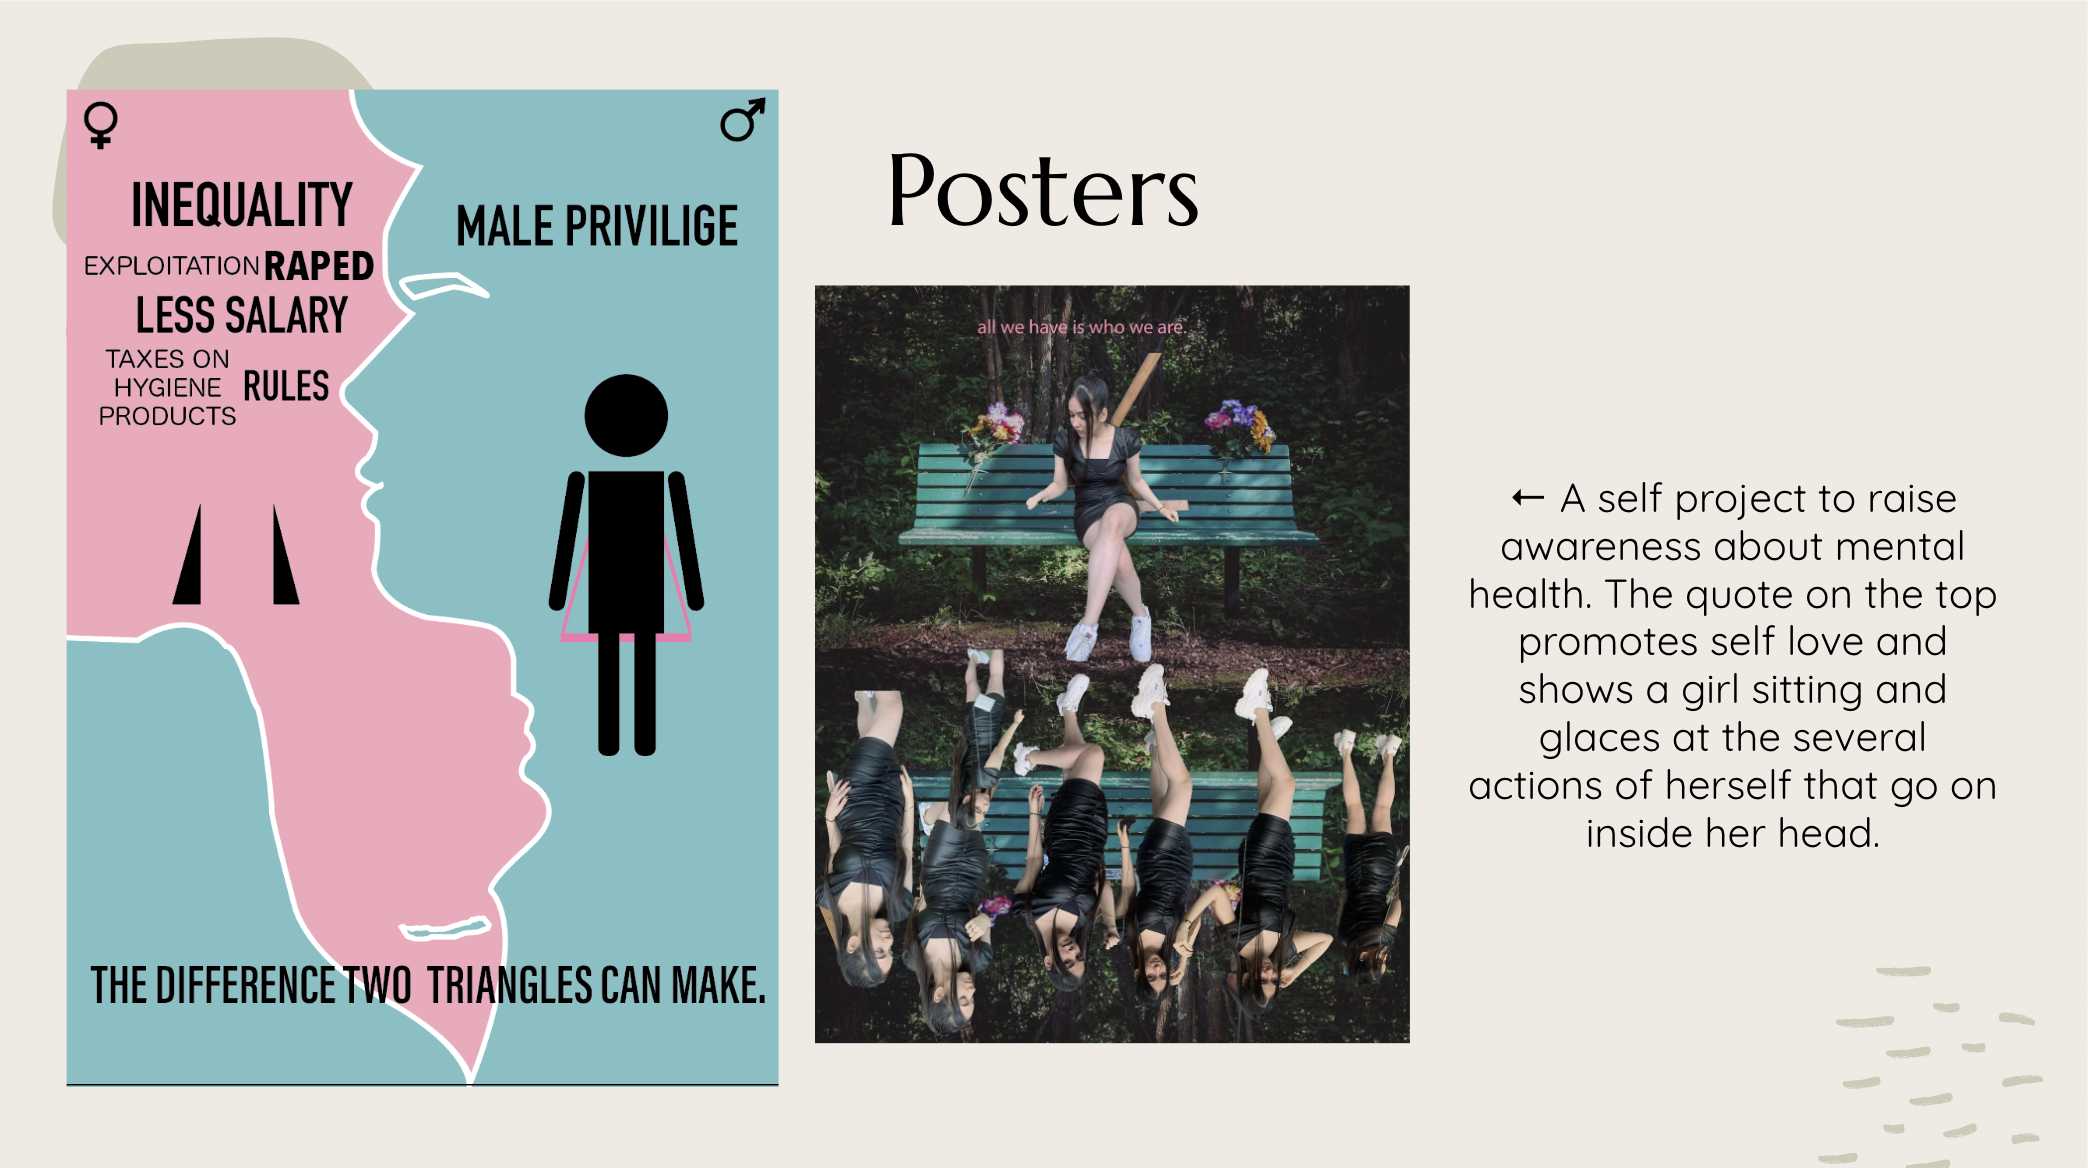 INEQUALITY
EXPLOITATION RAPED
LESS SALARY
TAXES ON
HYGIENE
PRODUCTS
RULES
MALE PRIVILIGE
THE DIFFERENCE TWO TRIANGLES CAN MAKE.
Posters
all we have is who we are.
← A self project to raise
awareness about mental
health. The quote on the top
promotes self love and
shows a girl sitting and
glaces at the several
actions of herself that go on
inside her head.